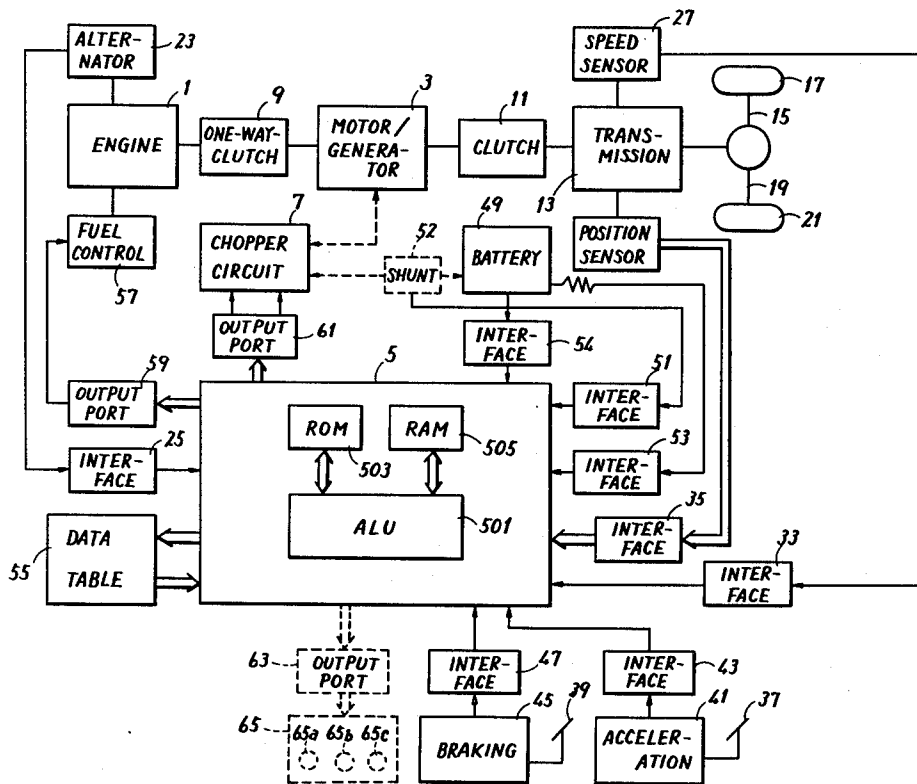 ALTER-
NATOR
23
27
SPEED
SENSOR
17
1
9
3
11
15
ENGINE
ONE-WAY-
CLUTCH
MOTOR/
GENERA-
TOR
CLUTCH
TRANS-
MISSION
13
19
21
FUEL
CONTROL
57
7
CHOPPER
CIRCUIT
52
SHUNT
49
BATTERY
POSITION
SENSOR
OUTPUT
PORT
61
INTER-
FACE
54
59
OUTPUT
PORT
5
51
INTER-
FACE
25
INTER-
FACE
ROM
503
RAM
505
53
INTER-
FACE
55
DATA
TABLE
ALU
501
35
INTER-
FACE
33
INTER-
FACE
63
OUTPUT
PORT
INTER-
FACE
47
39
INTER-
FACE
43
37
65
65a 65b 65c
45
BRAKING
41
ACCELER-
ATION